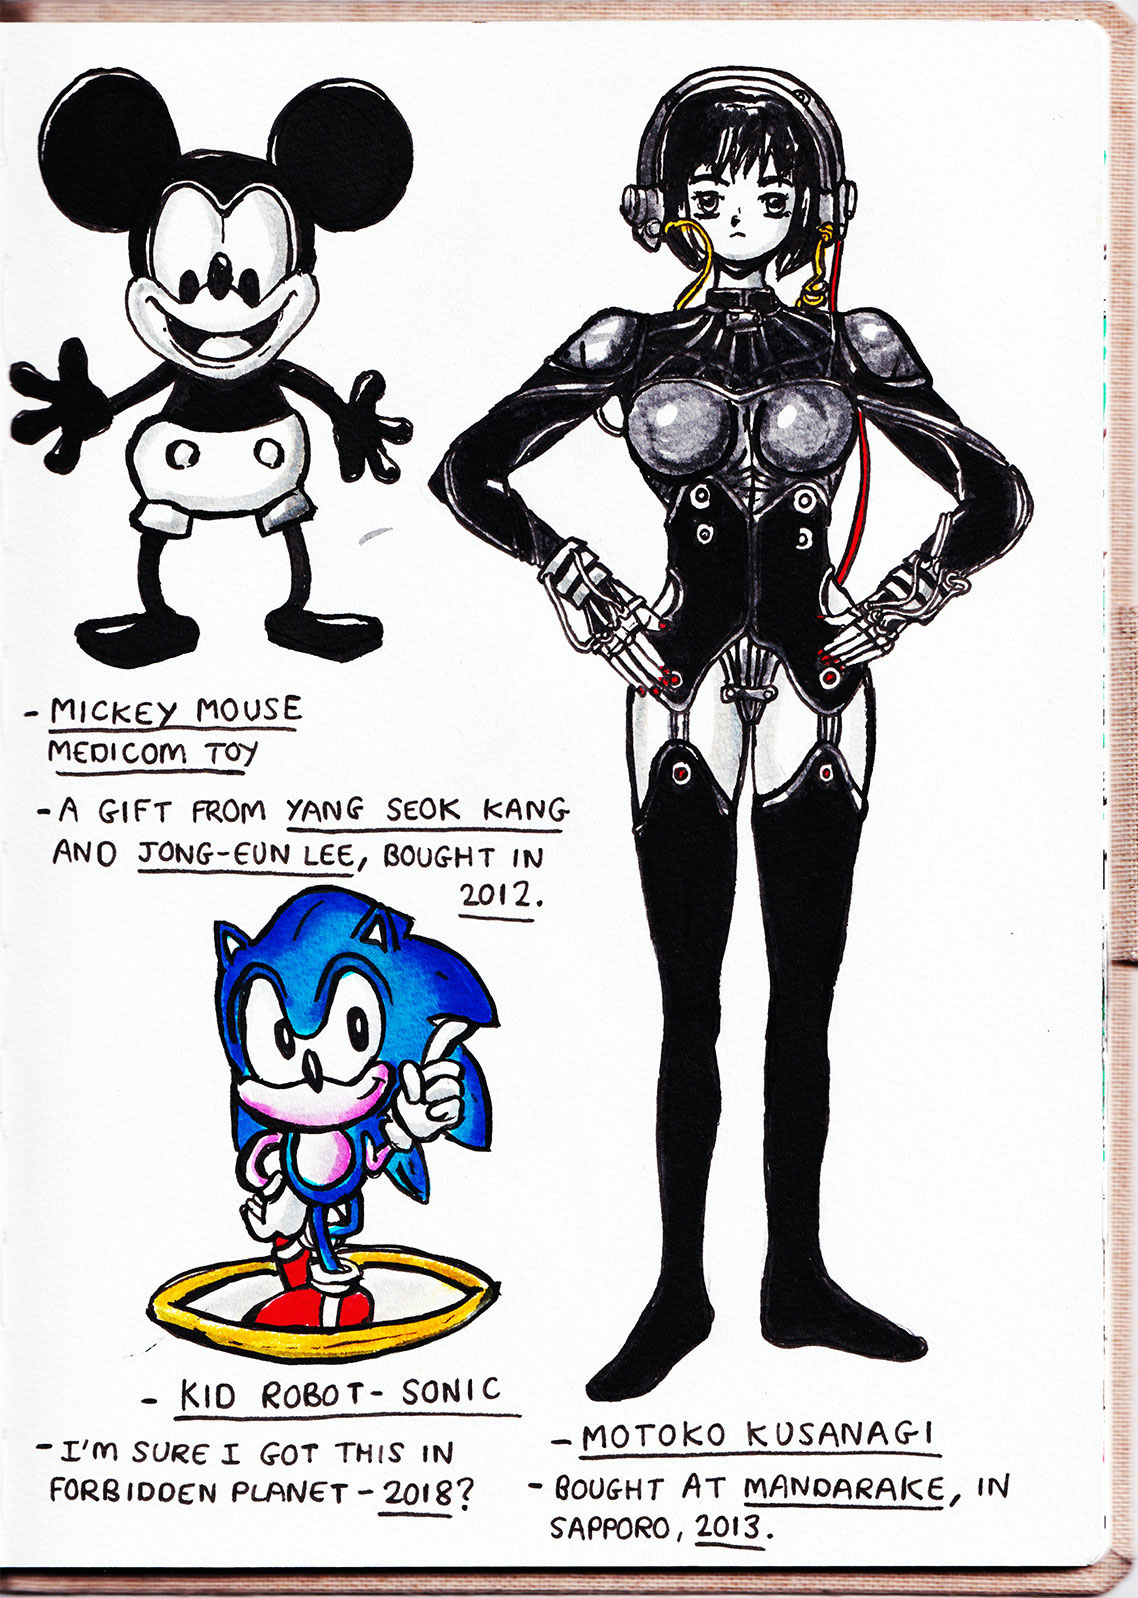 - MICKEY MOUSE
MEDICOM TOY
- A GIFT FROM YANG SEOK KANG
AND JONG-EUN LEE, BOUGHT IN
2012.
- KID ROBOT - SONIC
- I'M SURE I GOT THIS IN
FORBIDDEN PLANET - 2018?
- MOTOKO KUSANAGI
- BOUGHT AT MANDARAKE, IN
SAPPORO, 2013.